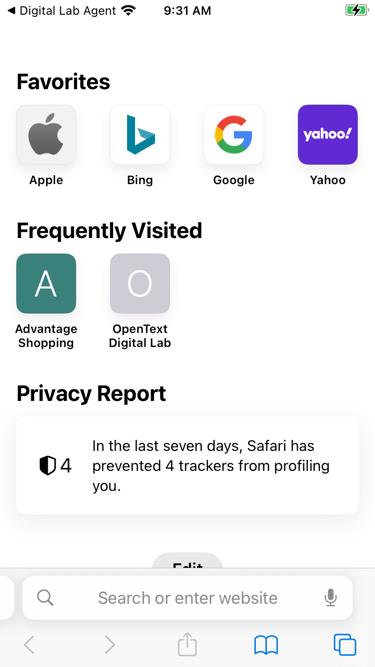 Digital Lab Agent 9:31 AM
Favorites
yahoo!
Apple Bing Google Yahoo
Frequently Visited
A O
Advantage Shopping
OpenText Digital Lab
Privacy Report
4
In the last seven days, Safari has
prevented 4 trackers from profiling
you.
Edit
Search or enter website